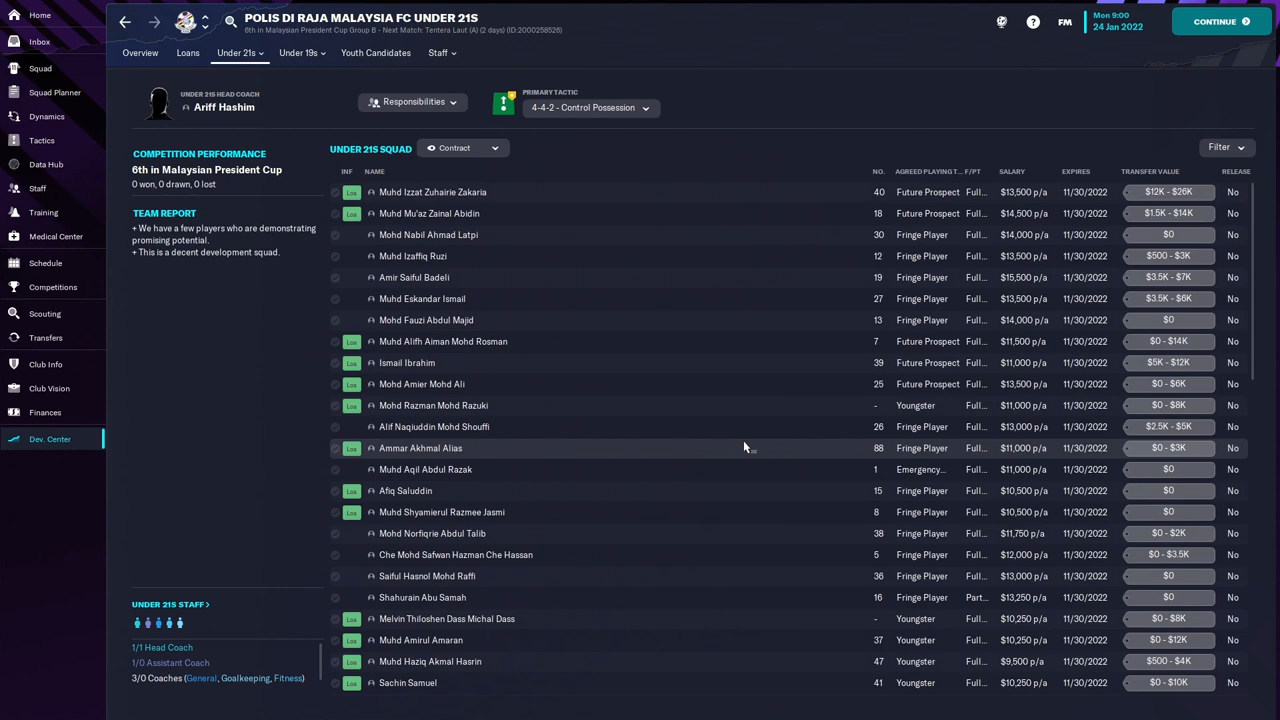 Home
POLIS DI RAJA MALAYSIA FC UNDER 21S
6th in Malaysian President Cup Group B - Next Match: Tentera Laut (A) (2 days) (ID:2000258526)
FM
Mon 9:00
24 Jan 2022
CONTINUE
Inbox
Squad
Squad Planner
Dynamics
Tactics
Data Hub
Staff
Training
Medical Center
Schedule
Competitions
Scouting
Transfers
Club Info
Club Vision
Finances
Dev. Center
Overview Loans Under 21s Under 19s Youth Candidates Staff
UNDER 21S HEAD COACH
Ariff Hashim
Responsibilities
PRIMARY TACTIC
4-4-2 - Control Possession
COMPETITION PERFORMANCE
6th in Malaysian President Cup
0 won, 0 drawn, 0 lost
TEAM REPORT
+ We have a few players who are demonstrating
promising potential.
+ This is a decent development squad.
UNDER 21S STAFF >
1/1 Head Coach
1/0 Assistant Coach
3/0 Coaches (General, Goalkeeping, Fitness)
UNDER 21S SQUAD Contract Filter
INF NAME NO. AGREED PLAYING T... F/PT SALARY EXPIRES TRANSFER VALUE RELEASE
Loa Muhd Izzat Zuhairie Zakaria 40 Future Prospect Full... $13,500 p/a 11/30/2022 $12K - $26K No
Loa Muhd Mu'az Zainal Abidin 18 Future Prospect Full... $14,500 p/a 11/30/2022 $1.5K - $14K No
Mohd Nabil Ahmad Latpi 30 Fringe Player Full... $14,000 p/a 11/30/2022 $0 No
Muhd Izaffiq Ruzi 12 Fringe Player Full... $13,500 p/a 11/30/2022 $500 - $3K No
Amir Saiful Badeli 19 Fringe Player Full... $15,500 p/a 11/30/2022 $3.5K - $7K No
Muhd Eskandar Ismail 27 Fringe Player Full... $13,500 p/a 11/30/2022 $3.5K - $6K No
Mohd Fauzi Abdul Majid 13 Fringe Player Full... $14,000 p/a 11/30/2022 $0 No
Loa Muhd Alifh Aiman Mohd Rosman 7 Future Prospect Full... $11,500 p/a 11/30/2022 $0 - $14K No
Loa Ismail Ibrahim 39 Future Prospect Full... $11,000 p/a 11/30/2022 $5K - $12K No
Loa Mohd Amier Mohd Ali 25 Future Prospect Full... $13,500 p/a 11/30/2022 $0 - $6K No
Loa Mohd Razman Mohd Razuki - Youngster Full... $11,000 p/a 11/30/2022 $0 - $8K No
Alif Naqiuddin Mohd Shouffi 26 Fringe Player Full... $13,000 p/a 11/30/2022 $2.5K - $5K No
Loa Ammar Akhmal Alias 88 Fringe Player Full... $11,000 p/a 11/30/2022 $0 - $3K No
Muhd Aqil Abdul Razak 1 Emergency... Full... $11,000 p/a 11/30/2022 $0 No
Loa Afiq Saluddin 15 Fringe Player Full... $10,500 p/a 11/30/2022 $0 No
Loa Muhd Shyamierul Razmee Jasmi 8 Fringe Player Full... $10,500 p/a 11/30/2022 $0 No
Mohd Norfiqrie Abdul Talib 38 Fringe Player Full... $11,750 p/a 11/30/2022 $0 - $2K No
Che Mohd Safwan Hazman Che Hassan 5 Fringe Player Full... $12,000 p/a 11/30/2022 $0 - $3.5K No
Saiful Hasnol Mohd Raffi 36 Fringe Player Full... $13,000 p/a 11/30/2022 $0 No
Shahurain Abu Samah 16 Fringe Player Part... $13,250 p/a 11/30/2022 $0 No
Loa Melvin Thiloshen Dass Michal Dass - Youngster Full... $10,250 p/a 11/30/2022 $0 - $8K No
Loa Muhd Amirul Amaran 37 Youngster Full... $10,250 p/a 11/30/2022 $0 - $12K No
Loa Muhd Haziq Akmal Hasrin 47 Youngster Full... $9,500 p/a 11/30/2022 $500 - $4K No
Loa Sachin Samuel 41 Youngster Full... $10,250 p/a 11/30/2022 $0 - $10K No